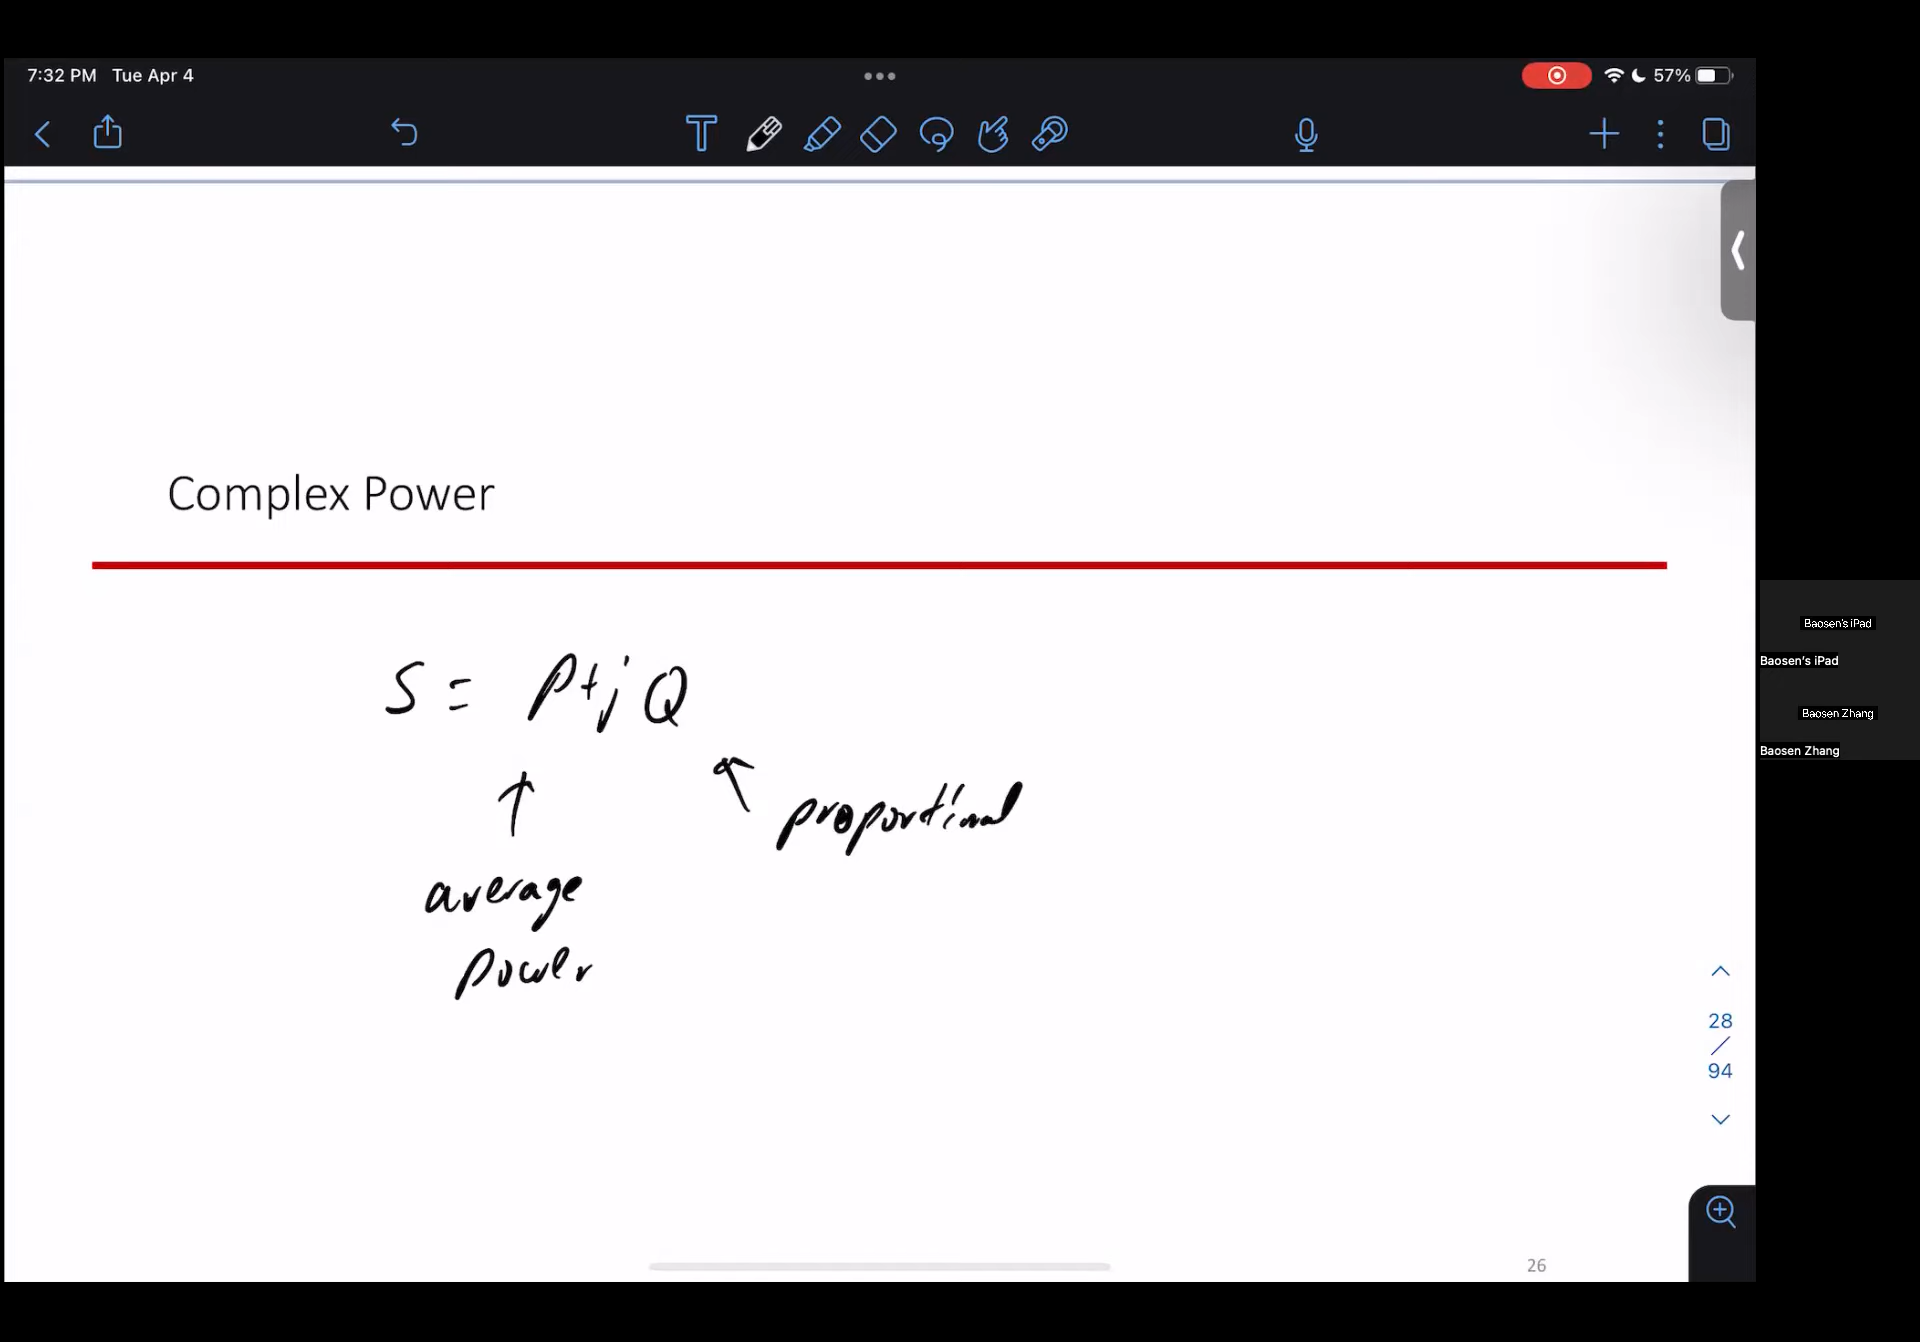 7:32 PM Tue Apr 4
57%
Complex Power
S = P+jQ
proportional
average
power
Baosen's iPad
Baosen's iPad
Baosen Zhang
Baosen Zhang
28
/
94
26